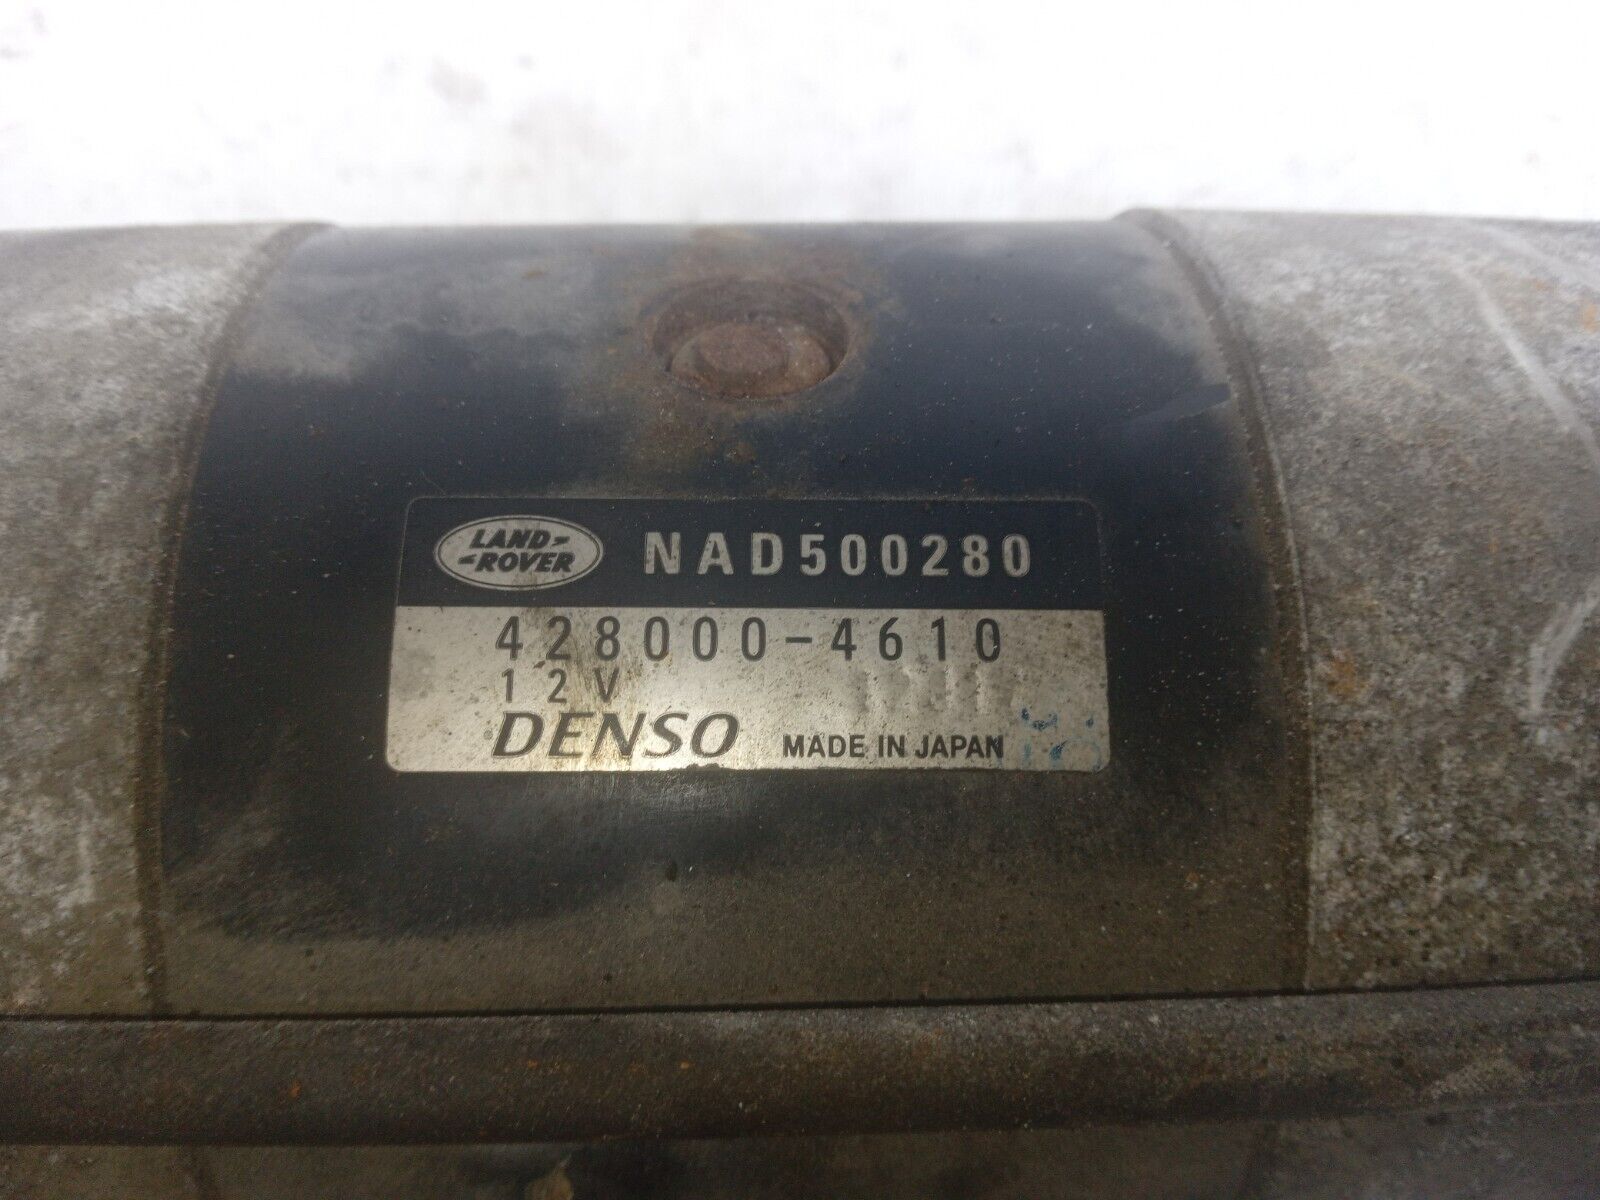 LAND-
-ROVER NAD500280
428000-4610
12V
DENSO MADE IN JAPAN